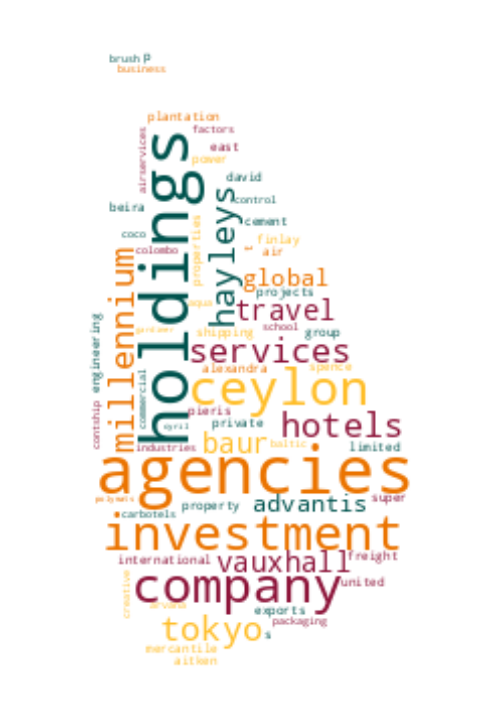 brush p
business
plantation
factors
airservices
holdings
east
power
david
hayleys
control
beira
cement
coco
finlay
colombo
t
air
properties
millennium
global
projects
aqua
travel
engineering
school
gardiner
shipping
group
services
alexandra
spence
commercial
ceylon
contship
pieris
cyril
private
hotels
baur
baltic
industries
limited
agencies
polymats
super
property
advantis
carbotels
investment
international
vauxhall
freight
creative
company
united
exports
tokyo
s
packaging
mercantile
aitken